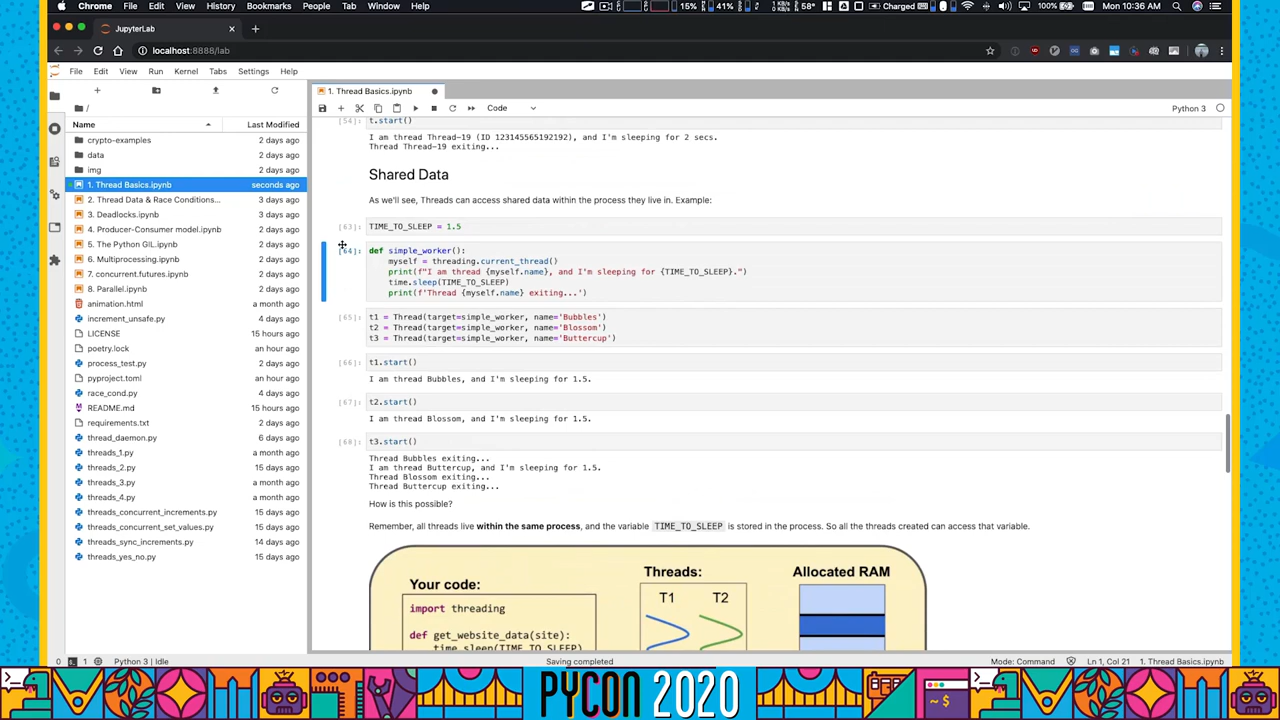 Chrome File Edit View History Bookmarks People Tab Window Help 15% 41% 58° Charged 100% Mon 10:36 AM
JupyterLab
localhost:8888/lab
File Edit View Run Kernel Tabs Settings Help
1. Thread Basics.ipynb
Code
Python 3
/
Name Last Modified
crypto-examples 2 days ago
data 2 days ago
img 2 days ago
1. Thread Basics.ipynb seconds ago
2. Thread Data & Race Conditions... 3 days ago
3. Deadlocks.ipynb 2 days ago
4. Producer-Consumer model.ipynb 2 days ago
5. The Python GIL.ipynb 2 days ago
6. Multiprocessing.ipynb 2 days ago
7. concurrent.futures.ipynb 2 days ago
8. Parallel.ipynb 2 days ago
animation.html a month ago
increment_unsafe.py 4 days ago
LICENSE 15 hours ago
poetry.lock an hour ago
process_test.py 2 days ago
pyproject.toml an hour ago
race_cond.py 4 days ago
README.md 15 hours ago
requirements.txt 2 days ago
thread_daemon.py 6 days ago
threads_1.py a month ago
threads_2.py 15 days ago
threads_3.py a month ago
threads_4.py a month ago
threads_concurrent_increments.py 15 days ago
threads_concurrent_set_values.py 15 days ago
threads_sync_increments.py 14 days ago
threads_yes_no.py 15 days ago
[54]: t.start()
I am thread Thread-19 (ID 123145565192192), and I'm sleeping for 2 secs.
Thread Thread-19 exiting...
Shared Data
As we'll see, Threads can access shared data within the process they live in. Example:
[63]: TIME_TO_SLEEP = 1.5
[64]: def simple_worker():
myself = threading.current_thread()
print(f"I am thread {myself.name}, and I'm sleeping for {TIME_TO_SLEEP}.")
time.sleep(TIME_TO_SLEEP)
print(f'Thread {myself.name} exiting...')
[65]: t1 = Thread(target=simple_worker, name='Bubbles')
t2 = Thread(target=simple_worker, name='Blossom')
t3 = Thread(target=simple_worker, name='Buttercup')
[66]: t1.start()
I am thread Bubbles, and I'm sleeping for 1.5.
[67]: t2.start()
I am thread Blossom, and I'm sleeping for 1.5.
[68]: t3.start()
Thread Bubbles exiting...
I am thread Buttercup, and I'm sleeping for 1.5.
Thread Blossom exiting...
Thread Buttercup exiting...
How is this possible?
Remember, all threads live within the same process, and the variable TIME_TO_SLEEP is stored in the process. So all the threads created can access that variable.
Your code:
import threading
def get_website_data(site):
time.sleep(TIME_TO_SLEEP)
Threads:
T1 T2
Allocated RAM
0 1 Python 3 | Idle Saving completed Mode: Command Ln 1, Col 21 1. Thread Basics.ipynb
PYCON 2020
~$